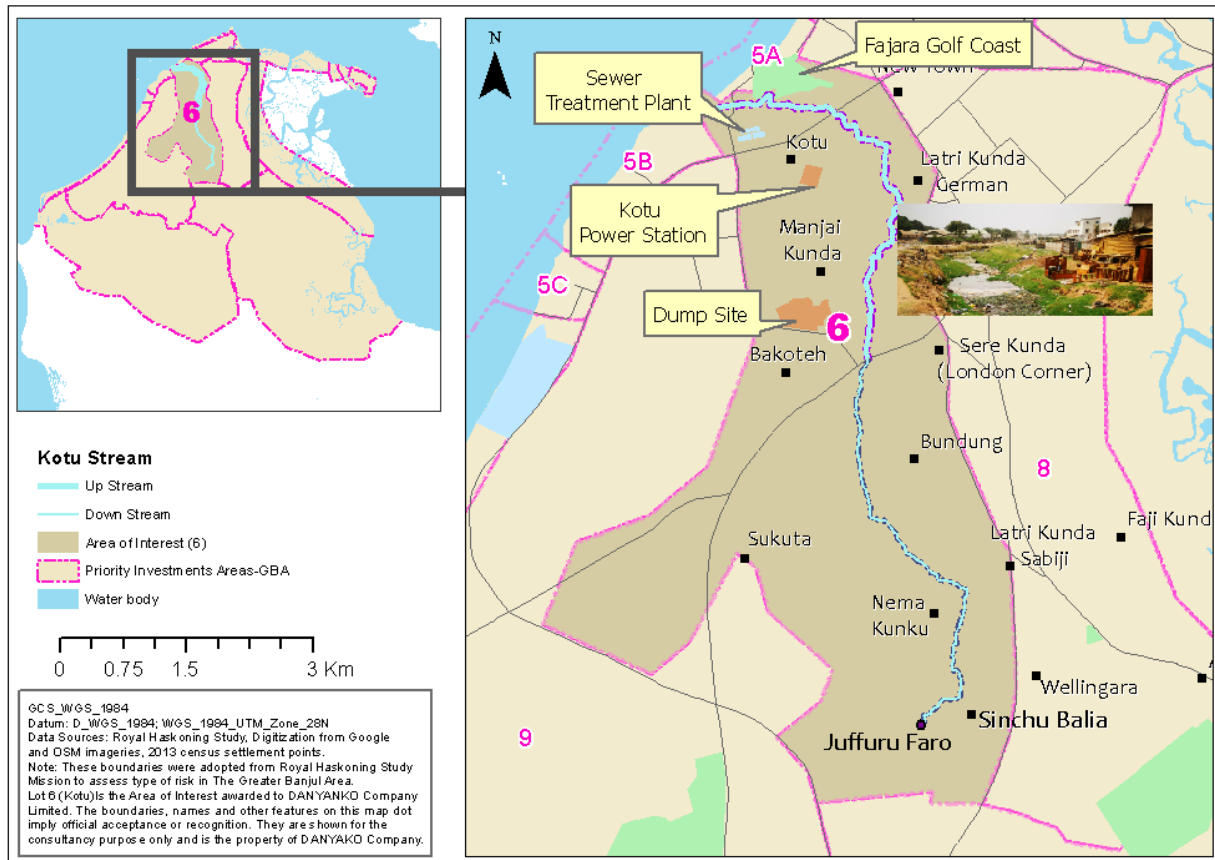 6
Kotu Stream
Up Stream
Down Stream
Area of Interest (6)
Priority Investments Areas-GBA
Water body
0 0.75 1.5 3 Km
GCS_WGS_1984
Datum: D_WGS_1984; WGS_1984_UTM_Zone_28N
Data Sources: Royal Haskoning Study, Digitization from Google
and OSM imageries, 2013 census settlement points.
Note: These boundaries were adopted from Royal Haskoning Study
Mission to assess type of risk in The Greater Banjul Area.
Lot 6 (Kotu)Is the Area of Interest awarded to DANYANKO Company
Limited. The boundaries, names and other features on this map dot
imply official acceptance or recognition. They are shown for the
consultancy purpose only and is the property of DANYAKO Company.
N
5A
Fajara Golf Coast
New Town
Sewer
Treatment Plant
Kotu
5B
Latri Kunda
German
Kotu
Power Station
Manjai
Kunda
5C
Dump Site
6
Bakoteh
Sere Kunda
(London Corner)
Bundung
8
Sukuta
Latri Kunda
Sabiji
Faji Kund
Nema
Kunku
Wellingara
A
Sinchu Balia
Juffuru Faro
9